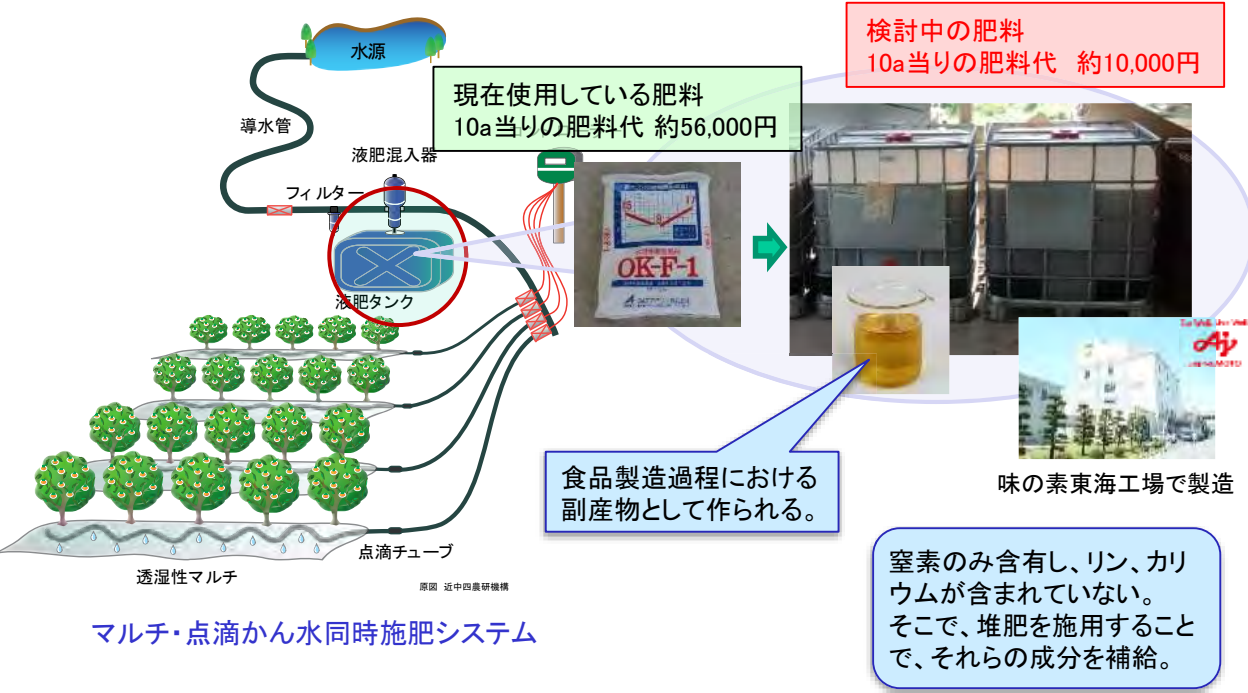 水源
検討中の肥料
10a当りの肥料代 約10,000円
現在使用している肥料
10a当りの肥料代 約56,000円
導水管
液肥混入器
フィルター
液肥タンク
OK-F-1
味の素東海工場で製造
食品製造過程における
副産物として作られる。
点滴チューブ
透湿性マルチ
原図 近中四農研機構
窒素のみ含有し、リン、カリ
ウムが含まれていない。
そこで、堆肥を施用すること
で、それらの成分を補給。
マルチ・点滴かん水同時施肥システム